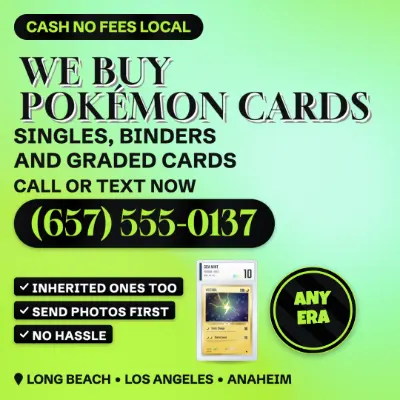 CASH NO FEES LOCAL
WE BUY
POKÉMON CARDS
SINGLES, BINDERS
AND GRADED CARDS
CALL OR TEXT NOW
(657) 555-0137
INHERITED ONES TOO
SEND PHOTOS FIRST
NO HASSLE
10
ANY
ERA
LONG BEACH • LOS ANGELES • ANAHEIM